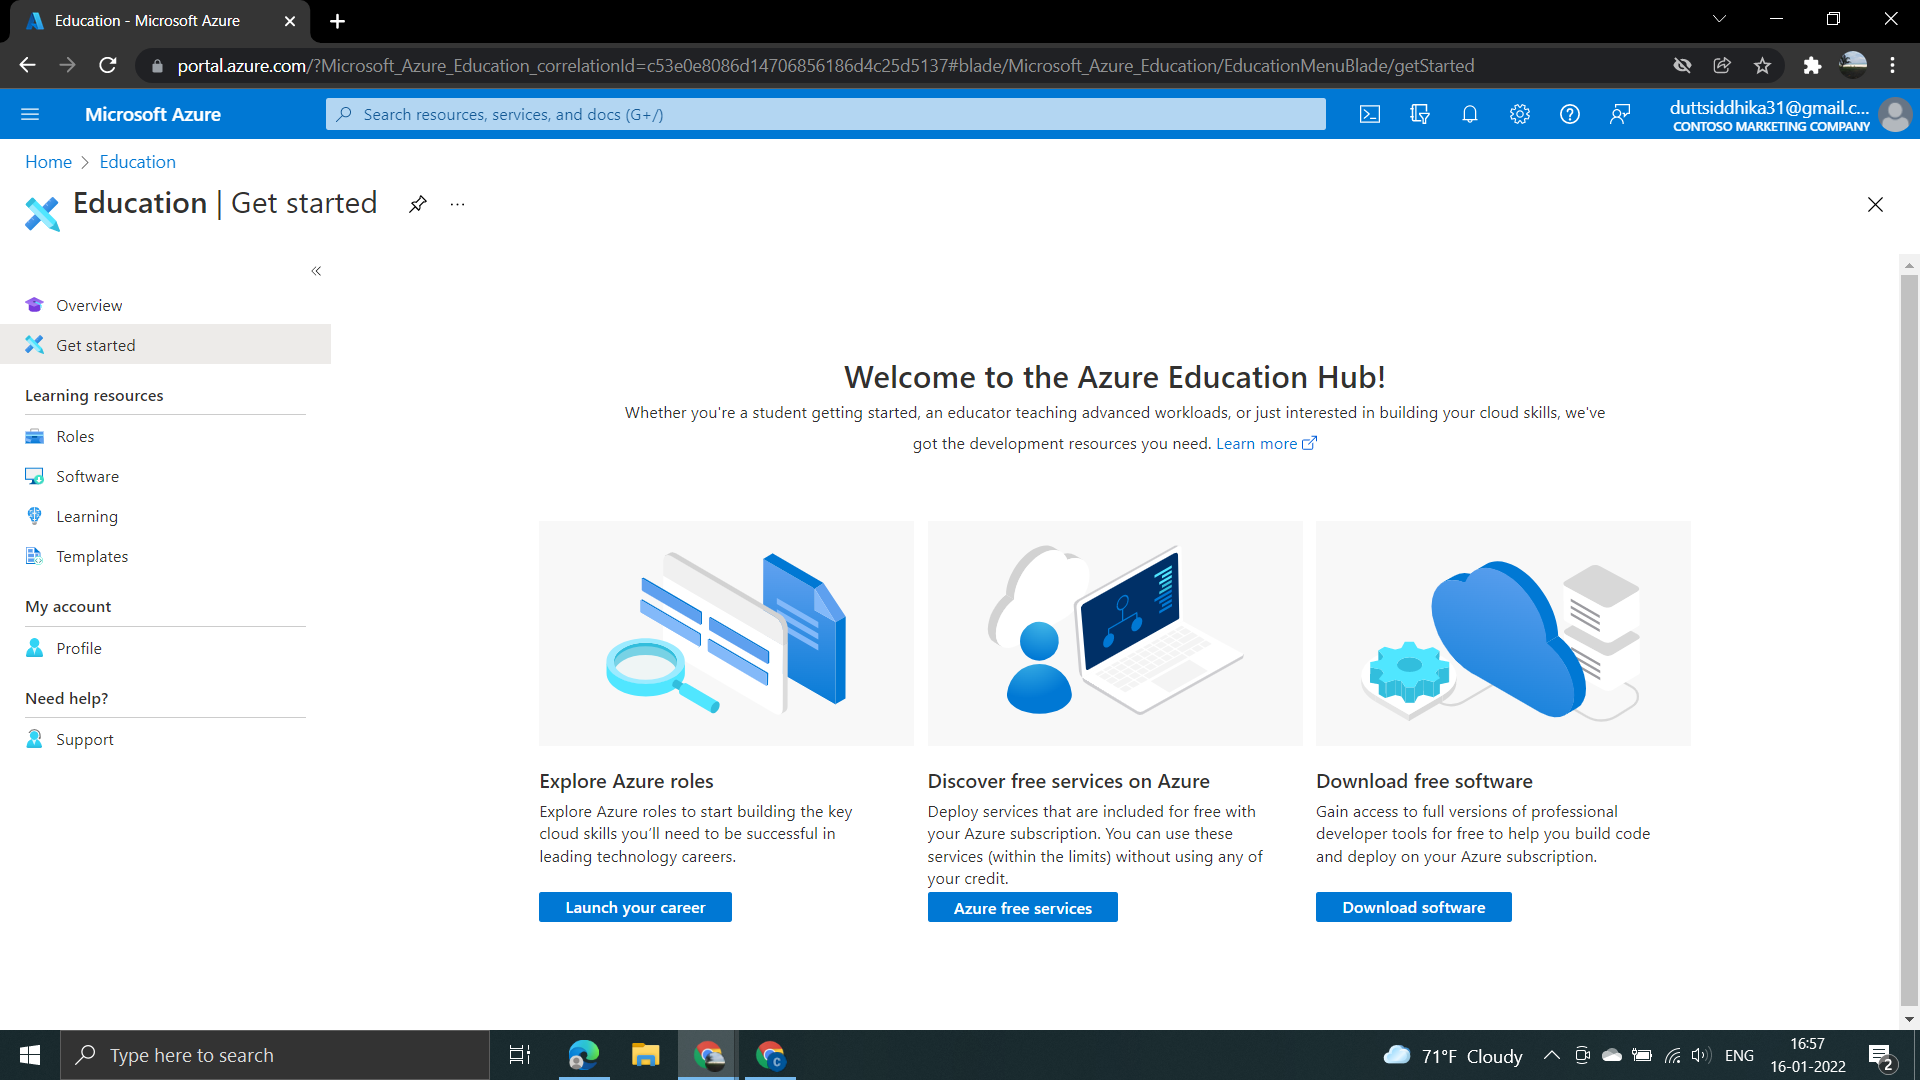 Education - Microsoft Azure
portal.azure.com/?Microsoft_Azure_Education_correlationId=c53e0e8086d14706856186d4c25d5137#blade/Microsoft_Azure_Education/EducationMenuBlade/getStarted
Microsoft Azure
Search resources, services, and docs (G+/)
duttsiddhika31@gmail.c...
CONTOSO MARKETING COMPANY
Home > Education
Education | Get started
Overview
Get started
Learning resources
Roles
Software
Learning
Templates
My account
Profile
Need help?
Support
Welcome to the Azure Education Hub!
Whether you're a student getting started, an educator teaching advanced workloads, or just interested in building your cloud skills, we've
got the development resources you need. Learn more
Explore Azure roles
Explore Azure roles to start building the key
cloud skills you'll need to be successful in
leading technology careers.
Launch your career
Discover free services on Azure
Deploy services that are included for free with
your Azure subscription. You can use these
services (within the limits) without using any of
your credit.
Azure free services
Download free software
Gain access to full versions of professional
developer tools for free to help you build code
and deploy on your Azure subscription.
Download software
Type here to search
C
71°F Cloudy
ENG
16:57
16-01-2022
2